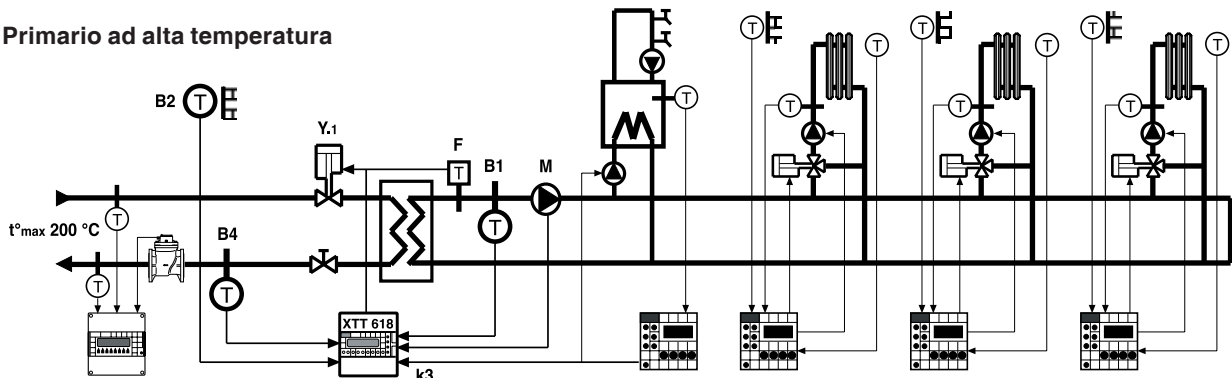 Primario ad alta temperatura
T
T
T
T
T
T
B2
T
T
T
T
T
Y.1
F
T
B1
M
T
T
t°max 200 °C
B4
T
T
XTT 618
k3